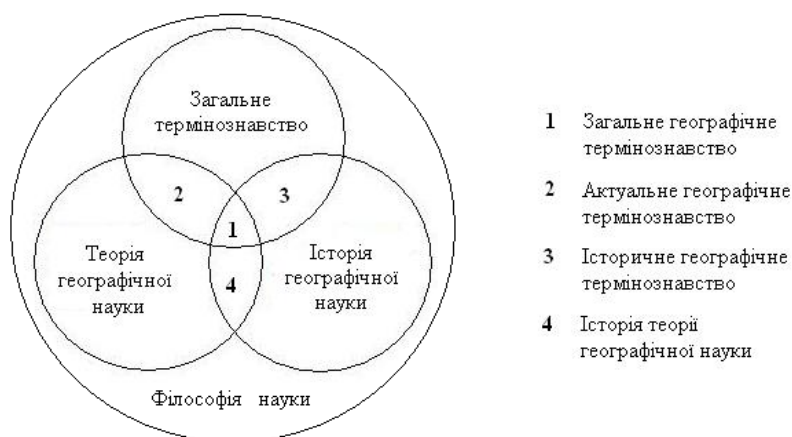 Загальне
термінознавство
2
3
1
Теорія
географічної
науки
Історія
географічної
науки
4
Філософія науки
1 Загальне географічне
термінознавство
2 Актуальне географічне
термінознавство
3 Історичне географічне
термінознавство
4 Історія теорії
географічної науки